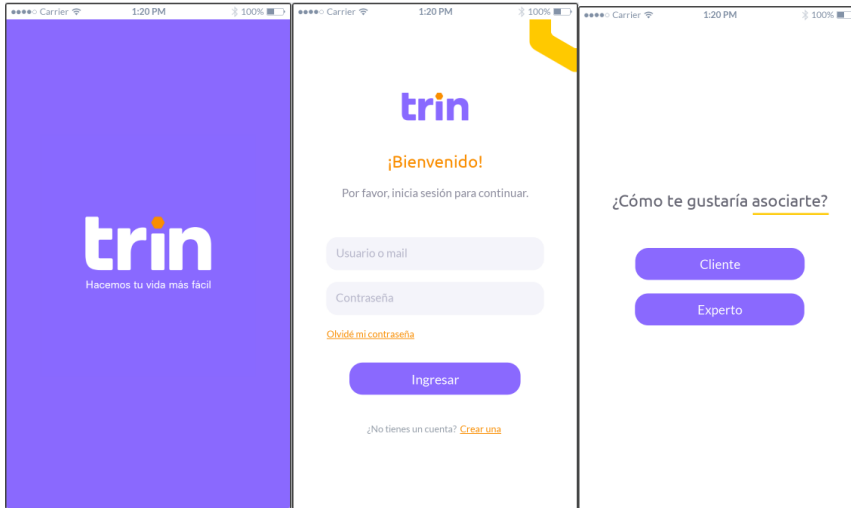 Carrier 1:20 PM 100%
trin
Hacemos tu vida más fácil
Carrier 1:20 PM 100%
trin
¡Bienvenido!
Por favor, inicia sesión para continuar.
Usuario o mail
Contraseña
Olvidé mi contraseña
Ingresar
¿No tienes un cuenta? Crear una
Carrier 1:20 PM 100%
¿Cómo te gustaría asociarte?
Cliente
Experto